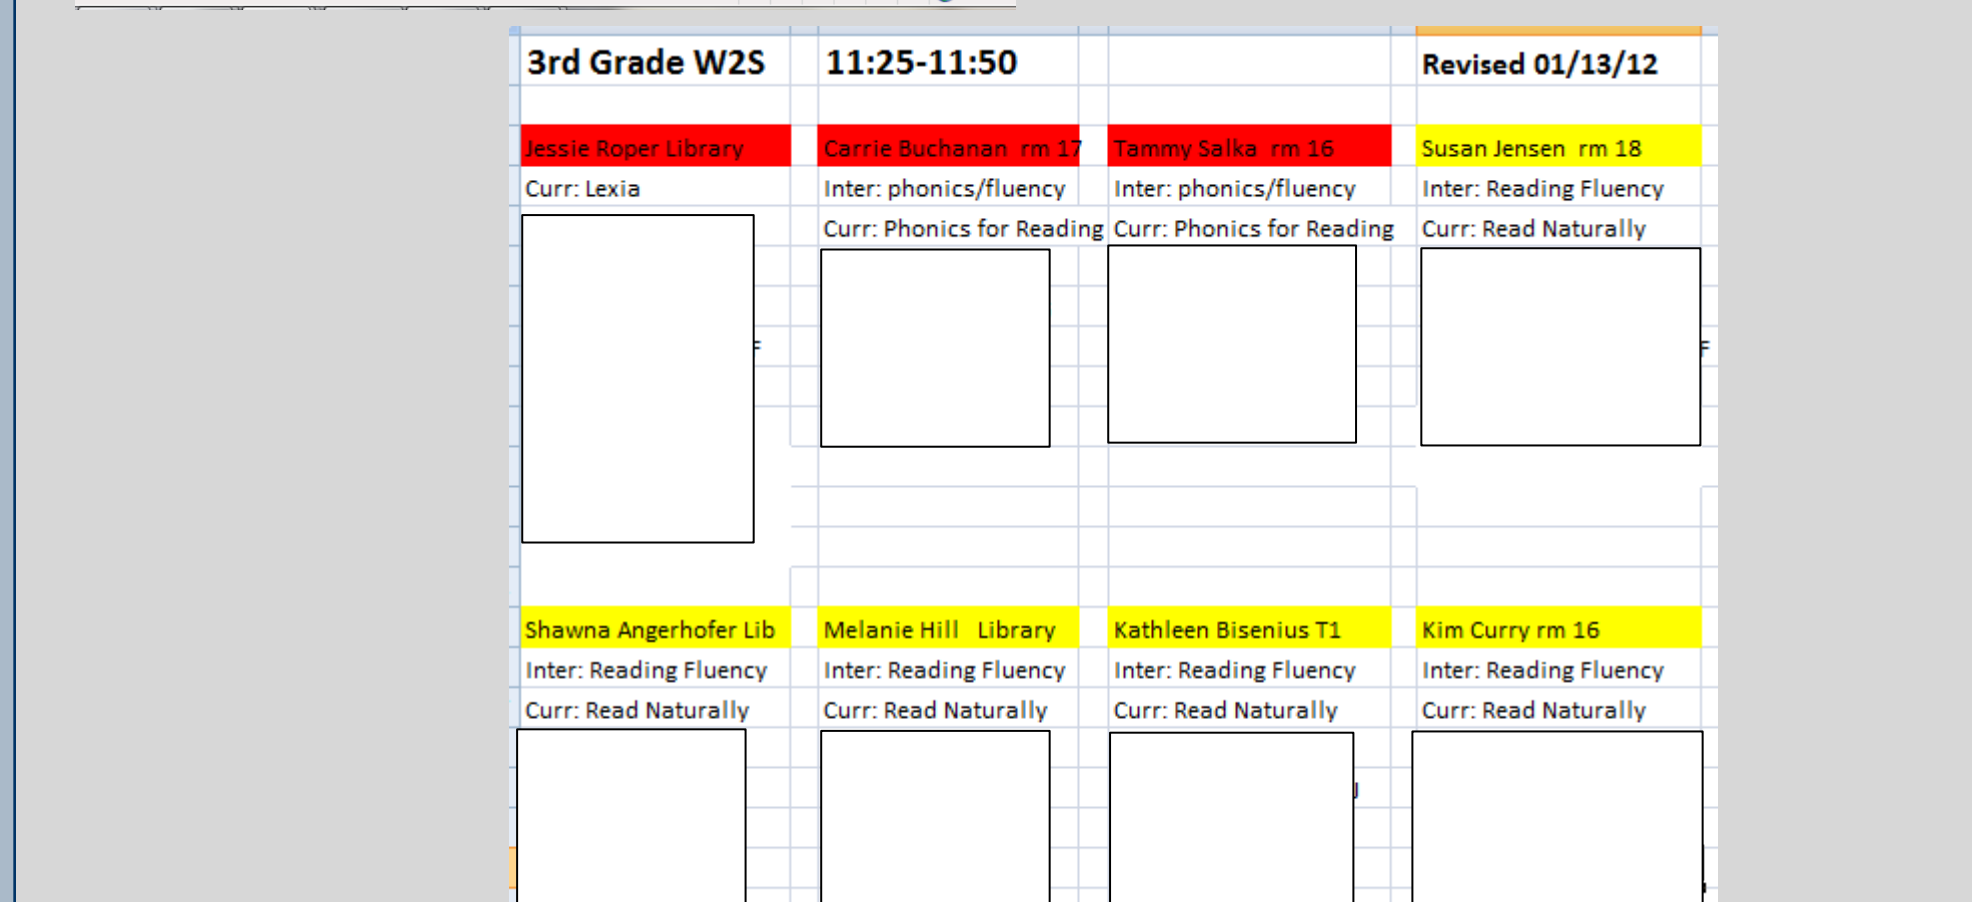 3rd Grade W2S 11:25-11:50 Revised 01/13/12
Jessie Roper Library Carrie Buchanan rm 17 Tammy Salka rm 16 Susan Jensen rm 18
Curr: Lexia Inter: phonics/fluency Inter: phonics/fluency Inter: Reading Fluency
Curr: Phonics for Reading Curr: Phonics for Reading Curr: Read Naturally
Shawna Angerhofer Lib Melanie Hill Library Kathleen Bisenius T1 Kim Curry rm 16
Inter: Reading Fluency Inter: Reading Fluency Inter: Reading Fluency Inter: Reading Fluency
Curr: Read Naturally Curr: Read Naturally Curr: Read Naturally Curr: Read Naturally